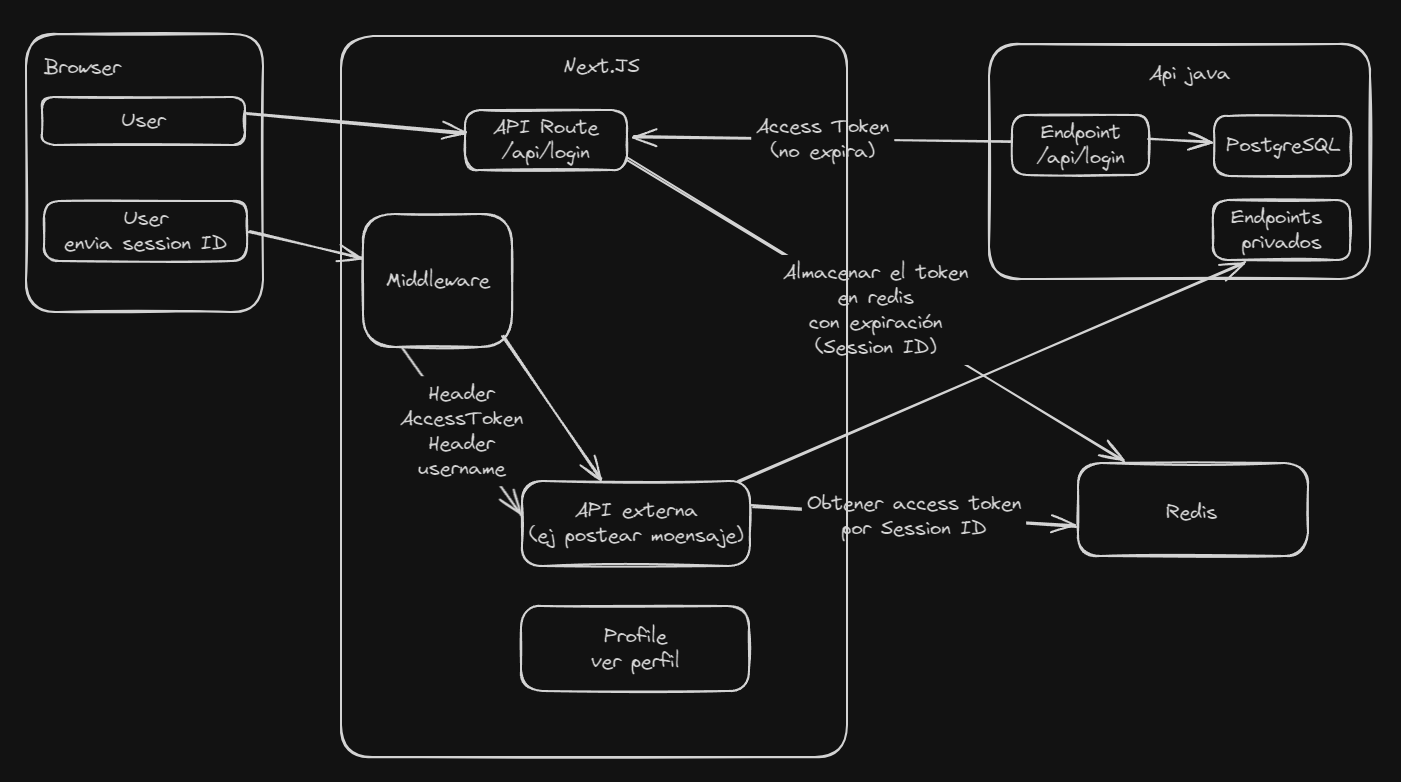 Browser
User
User
envia session ID
Next.JS
API Route
/api/login
Middleware
Header
AccessToken
Header
username
API externa
(ej postear moensaje)
Profile
ver perfil
Access Token
(no expira)
Almacenar el token
en redis
con expiración
(Session ID)
Obtener access token
por Session ID
Api java
Endpoint
/api/login
PostgreSQL
Endpoints
privados
Redis